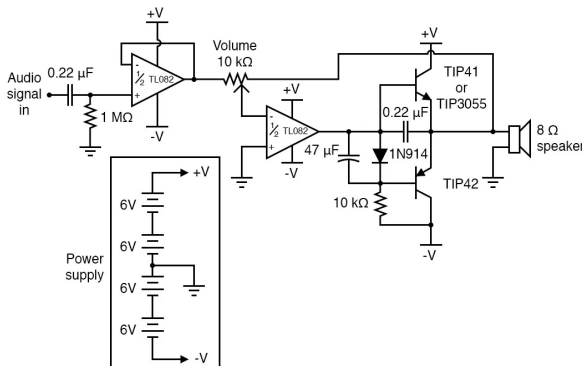 +V
Volume
10 kΩ
+V
Audio
signal
in
0.22 µF
-
½ TL082
+
1 MΩ
-V
+V
TIP41
or
TIP3055
0.22 µF
-
½ TL082
+
-V
47 µF
1N914
8 Ω
speaker
10 kΩ
TIP42
-V
Power
supply
+V
6V
6V
6V
6V
-V